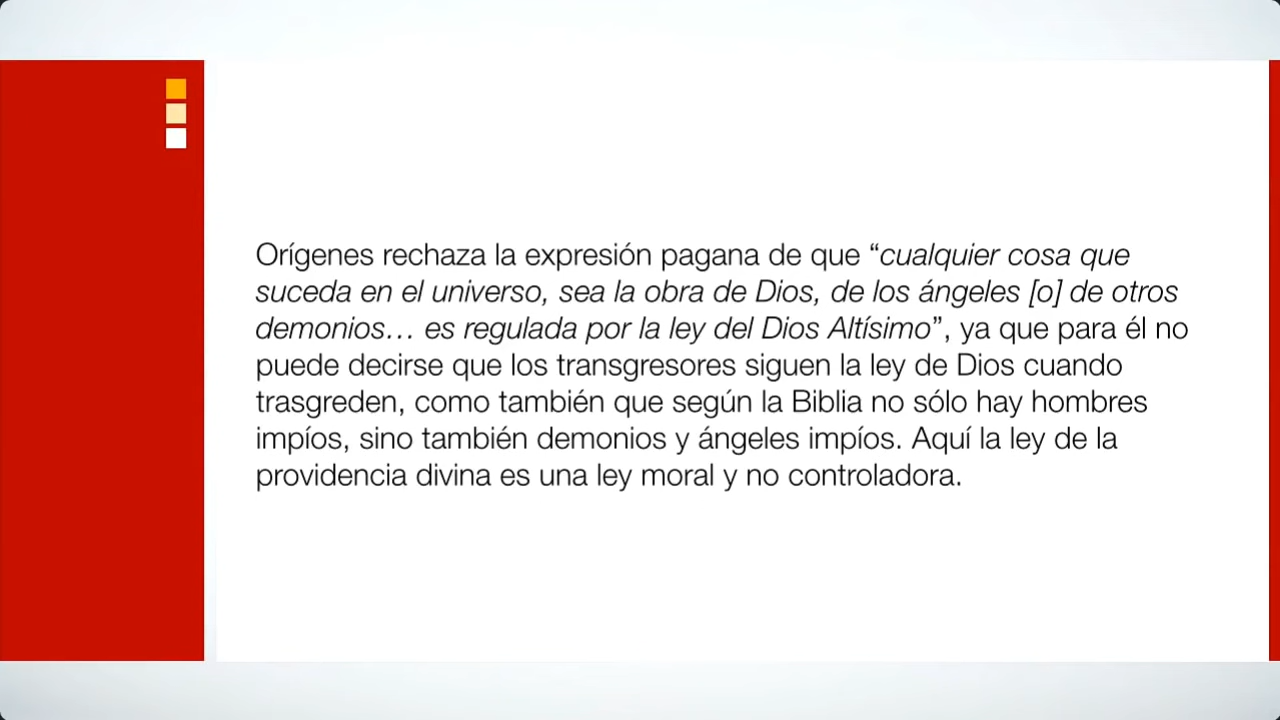 Orígenes rechaza la expresión pagana de que “cualquier cosa que
suceda en el universo, sea la obra de Dios, de los ángeles [o] de otros
demonios… es regulada por la ley del Dios Altísimo”, ya que para él no
puede decirse que los transgresores siguen la ley de Dios cuando
trasgreden, como también que según la Biblia no sólo hay hombres
impíos, sino también demonios y ángeles impíos. Aquí la ley de la
providencia divina es una ley moral y no controladora.